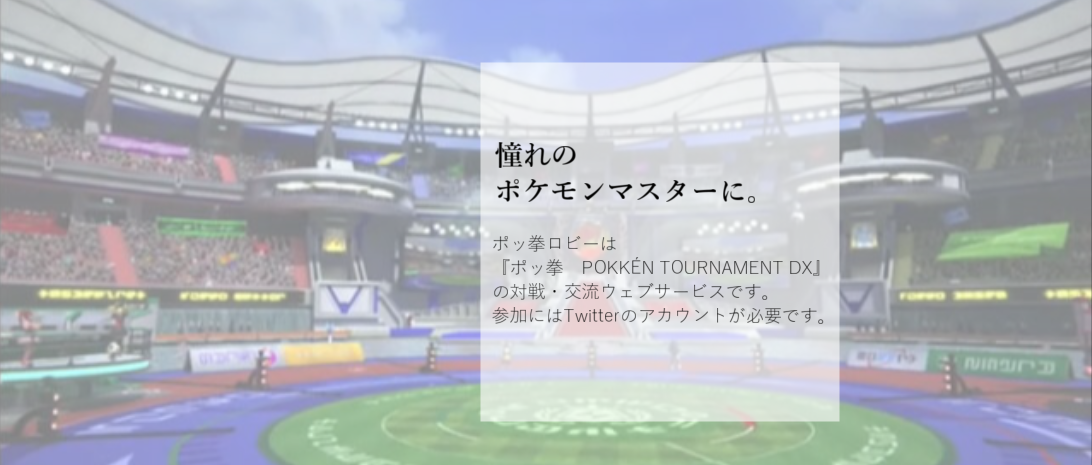 憧れの
ポケモンマスターに。
ポッ拳ロビーは
『ポッ拳　POKKÉN TOURNAMENT DX』
の対戦・交流ウェブサービスです。
参加にはTwitterのアカウントが必要です。